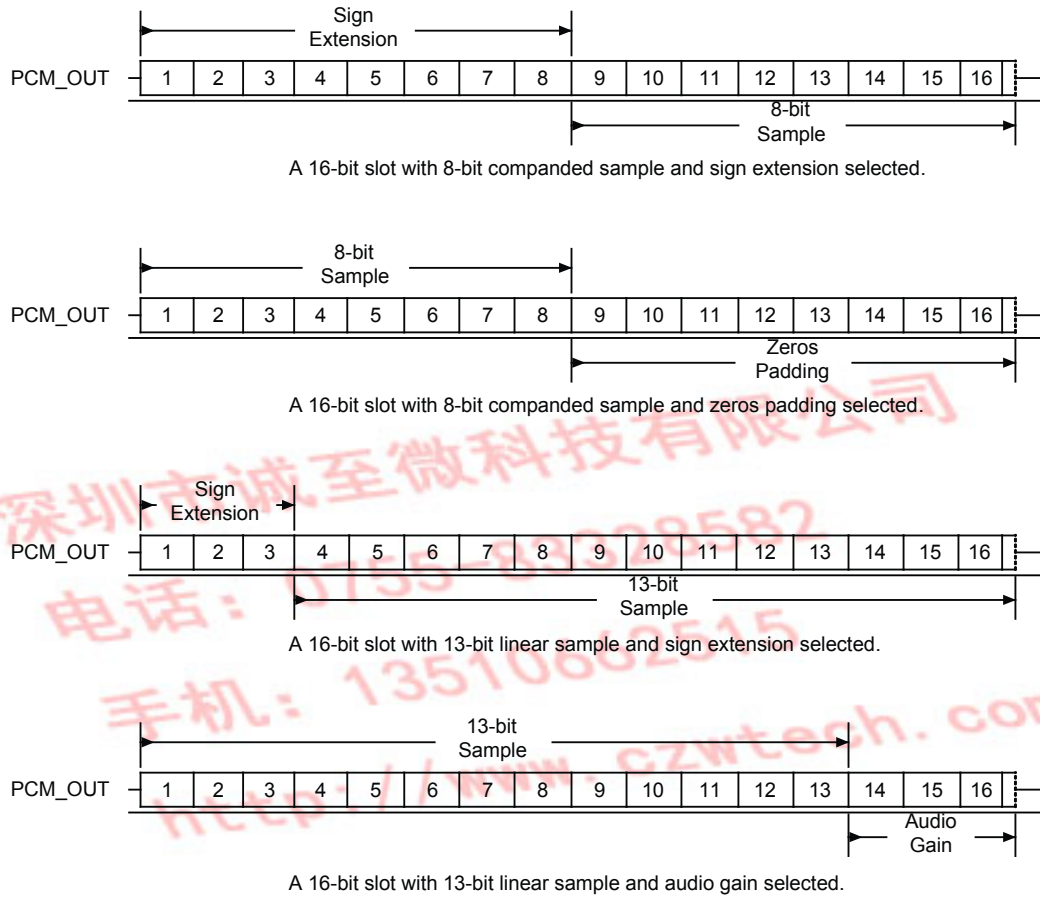 Sign
Extension
PCM_OUT 1 2 3 4 5 6 7 8 9 10 11 12 13 14 15 16
8-bit
Sample
A 16-bit slot with 8-bit companded sample and sign extension selected.
8-bit
Sample
PCM_OUT 1 2 3 4 5 6 7 8 9 10 11 12 13 14 15 16
Zeros
Padding
A 16-bit slot with 8-bit companded sample and zeros padding selected.
深圳市诚至微科技有限公司
Sign
Extension
PCM_OUT 1 2 3 4 5 6 7 8 9 10 11 12 13 14 15 16
电话: 0755-83328582
13-bit
Sample
A 16-bit slot with 13-bit linear sample and sign extension selected.
手机: 13510662515
13-bit
Sample
http://www.czwtech.com
PCM_OUT 1 2 3 4 5 6 7 8 9 10 11 12 13 14 15 16
Audio
Gain
A 16-bit slot with 13-bit linear sample and audio gain selected.